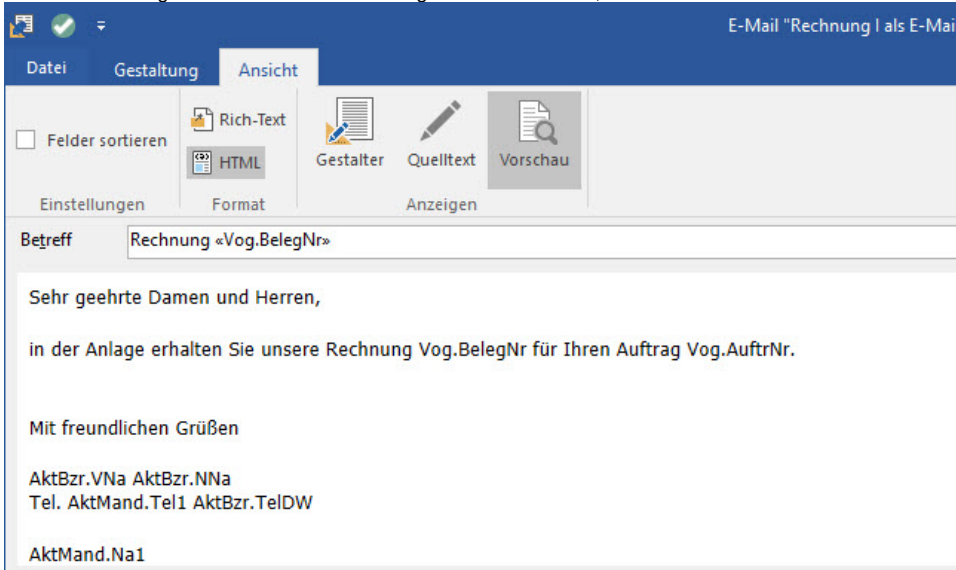 E-Mail "Rechnung I als E-Mai
Datei Gestaltung Ansicht
Felder sortieren
Rich-Text
HTML
Gestalter Quelltext Vorschau
Einstellungen Format Anzeigen
Betreff Rechnung «Vog.BelegNr»
Sehr geehrte Damen und Herren,
in der Anlage erhalten Sie unsere Rechnung Vog.BelegNr für Ihren Auftrag Vog.AuftrNr.
Mit freundlichen Grüßen
AktBzr.VNa AktBzr.NNa
Tel. AktMand.Tel1 AktBzr.TelDW
AktMand.Na1